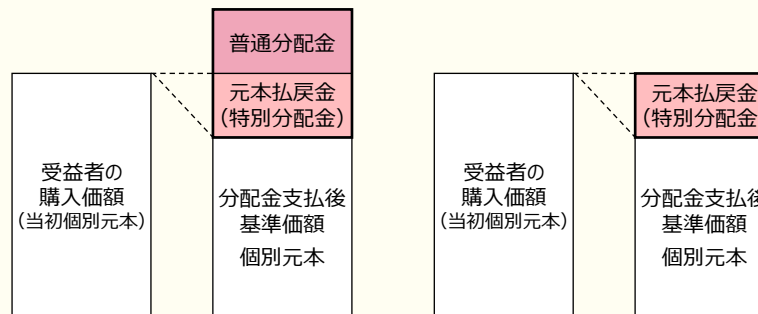 普通分配金
元本払戻金
(特別分配金)
受益者の
購入価額
(当初個別元本)
分配金支払後
基準価額
個別元本
元本払戻金
(特別分配金
受益者の
購入価額
(当初個別元本)
分配金支払後
基準価額
個別元本